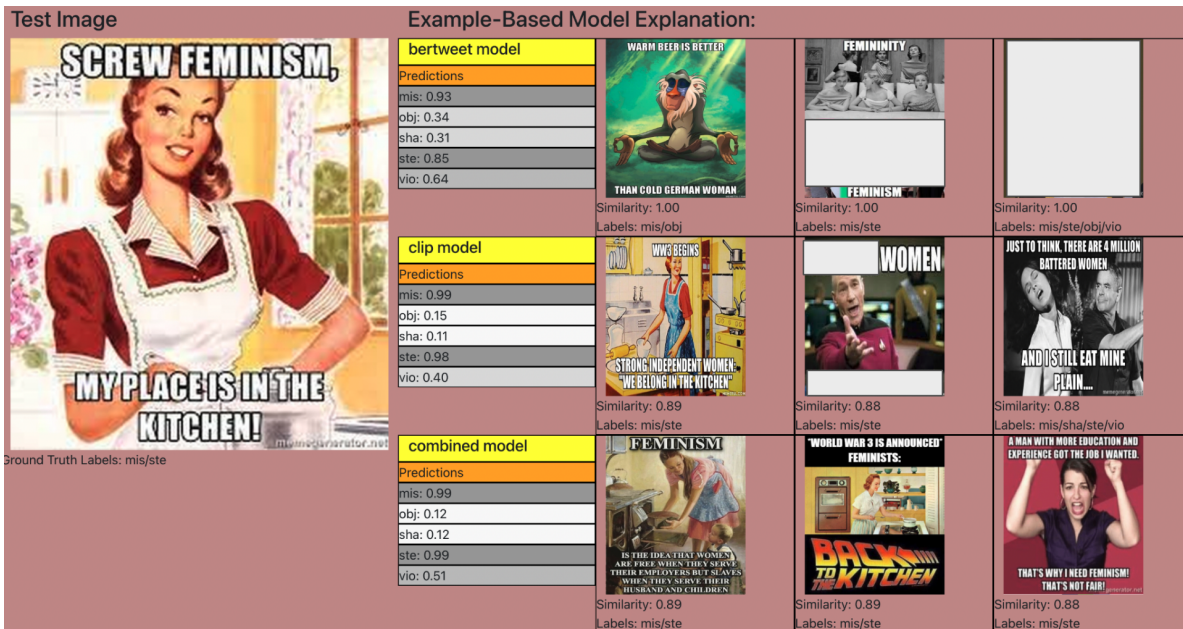 Test Image
SCREW FEMINISM,
MY PLACE IS IN THE
KITCHEN!
memegenerator.net
Ground Truth Labels: mis/ste
Example-Based Model Explanation:
bertweet model
Predictions
mis: 0.93
obj: 0.34
sha: 0.31
ste: 0.85
vio: 0.64
WARM BEER IS BETTER
THAN COLD GERMAN WOMAN
Similarity: 1.00
Labels: mis/obj
FEMININITY
FEMINISM
Similarity: 1.00
Labels: mis/ste
Similarity: 1.00
Labels: mis/ste/obj/vio
clip model
Predictions
mis: 0.99
obj: 0.15
sha: 0.11
ste: 0.98
vio: 0.40
WW3 BEGINS
STRONG INDEPENDENT WOMEN:
"WE BELONG IN THE KITCHEN"
Similarity: 0.89
Labels: mis/ste
WOMEN
Similarity: 0.88
Labels: mis/ste
JUST TO THINK, THERE ARE 4 MILLION
BATTERED WOMEN
AND I STILL EAT MINE
PLAIN....
Similarity: 0.88
Labels: mis/sha/ste/vio
combined model
Predictions
mis: 0.99
obj: 0.12
sha: 0.12
ste: 0.99
vio: 0.51
FEMINISM
IS THE IDEA THAT WOMEN
ARE FREE WHEN THEY SERVE
THEIR EMPLOYERS BUT SLAVES
WHEN THEY SERVE THEIR
HUSBAND AND CHILDREN
Similarity: 0.89
Labels: mis/ste
"WORLD WAR 3 IS ANNOUNCED"
FEMINISTS:
BACK
TO THE KITCHEN
Similarity: 0.89
Labels: mis/ste
A MAN WITH MORE EDUCATION AND
EXPERIENCE GOT THE JOB I WANTED.
THAT'S WHY I NEED FEMINISM!
THAT'S NOT FAIR!
Similarity: 0.88
Labels: mis/ste